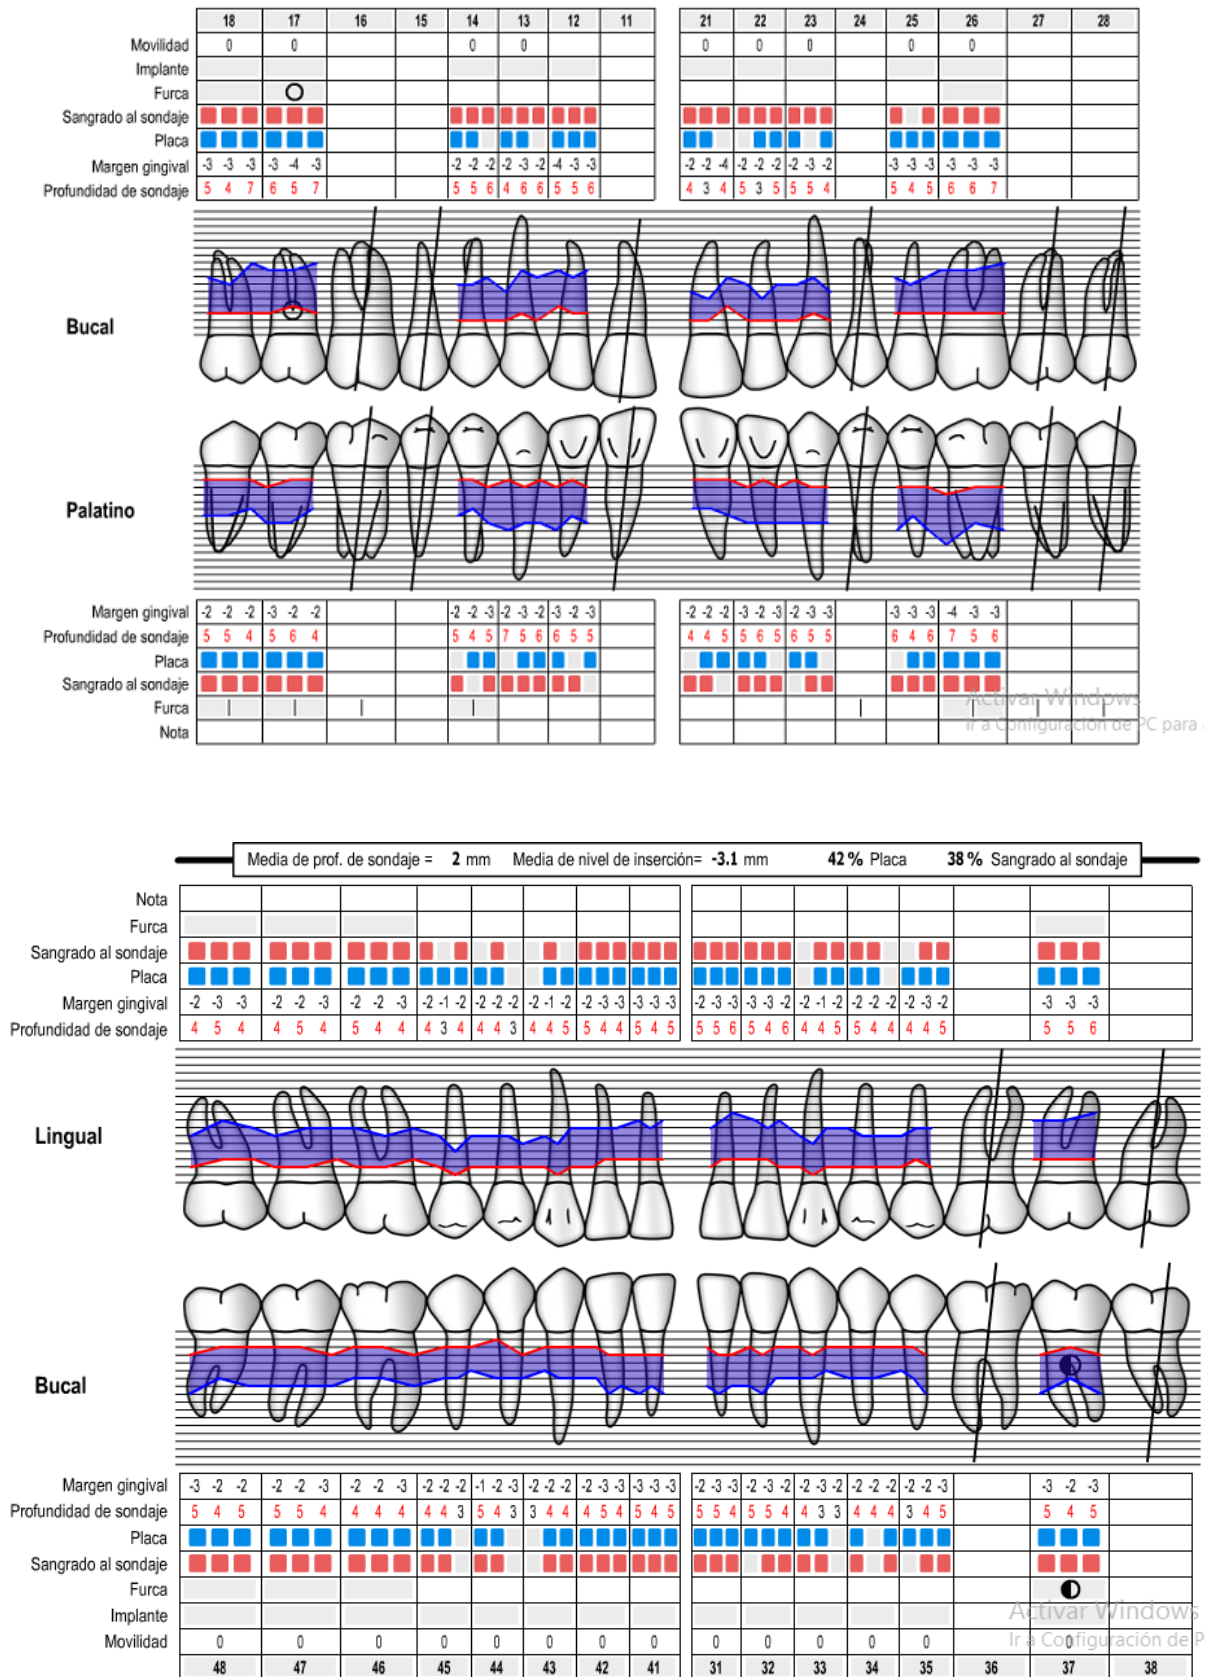 18 17 16 15 14 13 12 11 21 22 23 24 25 26 27 28
Movilidad 0 0 0 0 0 0 0 0 0
Implante
Furca
Sangrado al sondaje
Placa
Margen gingival -3 -3 -3 -3 -4 -3 -2 -2 -2 -2 -3 -2 -4 -3 -3 -2 -2 -4 -2 -2 -2 -2 -3 -2 -3 -3 -3 -3 -3 -3
Profundidad de sondaje 5 4 7 6 5 7 5 5 6 4 6 6 5 5 6 4 3 4 5 3 5 5 5 4 5 4 5 6 6 7
Bucal
Palatino
Margen gingival -2 -2 -2 -3 -2 -2 -2 -2 -3 -2 -3 -2 -3 -2 -3 -2 -2 -2 -3 -2 -3 -2 -3 -3 -3 -3 -3 -4 -3 -3
Profundidad de sondaje 5 5 4 5 6 4 5 4 5 7 5 6 6 5 5 4 4 5 5 6 5 6 5 5 6 4 6 7 5 6
Placa
Sangrado al sondaje
Furca
Activar Windows
Ir a Configuración de PC para
Nota
Media de prof. de sondaje = 2 mm Media de nivel de inserción= -3.1 mm 42 % Placa 38 % Sangrado al sondaje
Nota
Furca
Sangrado al sondaje
Placa
Margen gingival -2 -3 -3 -2 -2 -3 -2 -2 -3 -2 -1 -2 -2 -2 -2 -2 -1 -2 -2 -3 -3 -3 -3 -3 -2 -3 -3 -3 -3 -2 -2 -1 -2 -2 -2 -2 -2 -3 -2 -3 -3 -3
Profundidad de sondaje 4 5 4 4 5 4 5 4 4 4 3 4 4 4 3 4 4 5 5 4 4 5 4 5 5 5 6 5 4 6 4 4 5 5 4 4 4 4 5 5 5 6
Lingual
Bucal
Margen gingival -3 -2 -2 -2 -2 -3 -2 -2 -3 -2 -2 -2 -1 -2 -3 -2 -2 -2 -2 -3 -3 -3 -3 -3 -2 -3 -3 -2 -3 -2 -2 -3 -2 -2 -2 -2 -2 -2 -3 -3 -2 -3
Profundidad de sondaje 5 4 5 5 5 4 4 4 4 4 4 3 5 4 3 3 4 4 4 5 4 5 4 5 5 5 4 5 5 4 4 3 3 4 4 4 3 4 5 5 4 5
Placa
Sangrado al sondaje
Furca
Implante
Activar Windows
Movilidad 0 0 0 0 0 0 0 0 0 0 0 0 0 0
Ir a Configuración de P
48 47 46 45 44 43 42 41 31 32 33 34 35 36 37 38